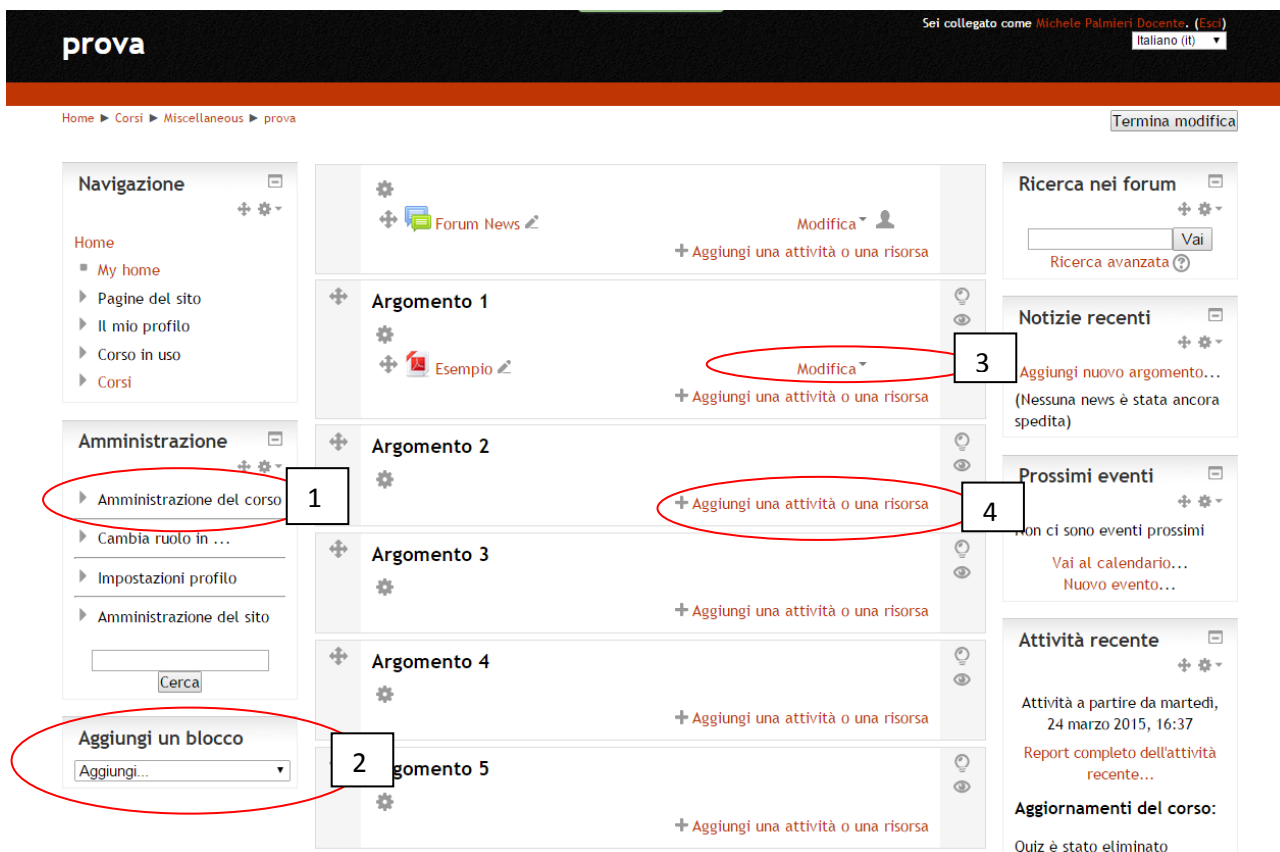 Sei collegato come Michele Palmieri Docente. (Esci)
prova
Italiano (it)
Home ► Corsi ► Miscellaneous ► prova
Termina modifica
Navigazione
Home
My home
Pagine del sito
Il mio profilo
Corso in uso
Corsi
Amministrazione
Amministrazione del corso
1
Cambia ruolo in ...
Impostazioni profilo
Amministrazione del sito
Cerca
Aggiungi un blocco
Aggiungi...
2
Forum News
Modifica
Aggiungi una attività o una risorsa
Argomento 1
Esempio
Modifica
3
Aggiungi una attività o una risorsa
Argomento 2
Aggiungi una attività o una risorsa
4
Argomento 3
Aggiungi una attività o una risorsa
Argomento 4
Aggiungi una attività o una risorsa
gomento 5
Aggiungi una attività o una risorsa
Ricerca nei forum
Vai
Ricerca avanzata ?
Notizie recenti
Aggiungi nuovo argomento...
(Nessuna news è stata ancora
spedita)
Prossimi eventi
Non ci sono eventi prossimi
Vai al calendario...
Nuovo evento...
Attività recente
Attività a partire da martedì,
24 marzo 2015, 16:37
Report completo dell'attività
recente...
Aggiornamenti del corso:
Quiz è stato eliminato